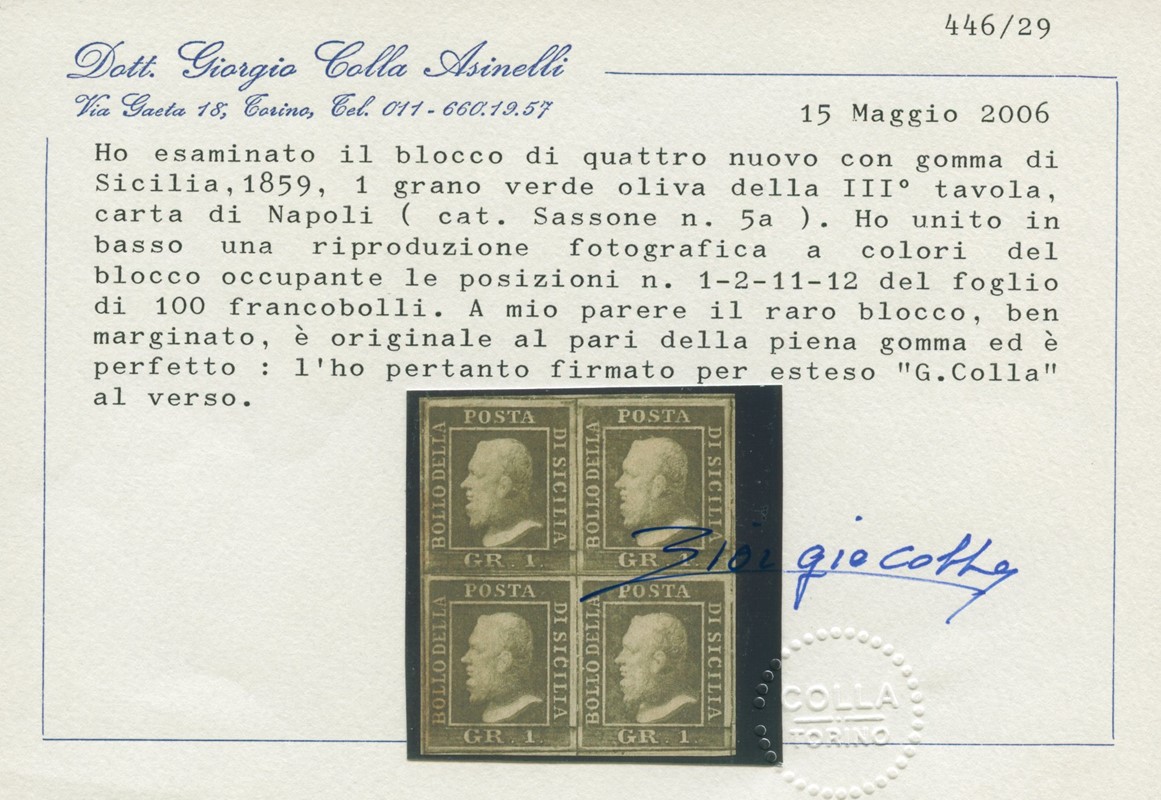 446/29
Dott. Giorgio Colla Asinelli
Via Gaeta 18, Torino, Tel. 011 - 660.19.57
15 Maggio 2006
Ho esaminato il blocco di quattro nuovo con gomma di
Sicilia,1859, 1 grano verde oliva della III° tavola,
carta di Napoli ( cat. Sassone n. 5a ). Ho unito in
basso una riproduzione fotografica a colori del
blocco occupante le posizioni n. 1-2-11-12 del foglio
di 100 francobolli. A mio parere il raro blocco, ben
marginato, è originale al pari della piena gomma ed è
perfetto : l'ho pertanto firmato per esteso "G.Colla"
al verso.
BOLLO DELLA POSTA DI SICILIA
GR. 1.
BOLLO DELLA POSTA DI SICILIA
GR. 1.
Giorgio Colla
BOLLO DELLA POSTA DI SICILIA
GR. 1.
BOLLO DELLA POSTA DI SICILIA
GR. 1.
COLLA
TORINO